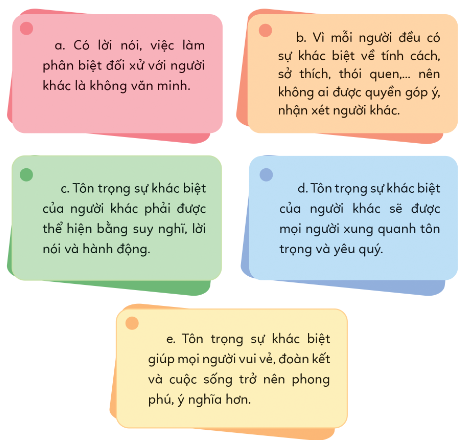 a. Có lời nói, việc làm
phân biệt đối xử với người
khác là không văn minh.
b. Vì mỗi người đều có
sự khác biệt về tính cách,
sở thích, thói quen,... nên
không ai được quyền góp ý,
nhận xét người khác.
c. Tôn trọng sự khác biệt
của người khác phải được
thể hiện bằng suy nghĩ, lời
nói và hành động.
d. Tôn trọng sự khác biệt
của người khác sẽ được
mọi người xung quanh tôn
trọng và yêu quý.
e. Tôn trọng sự khác biệt
giúp mọi người vui vẻ, đoàn kết
và cuộc sống trở nên phong
phú, ý nghĩa hơn.